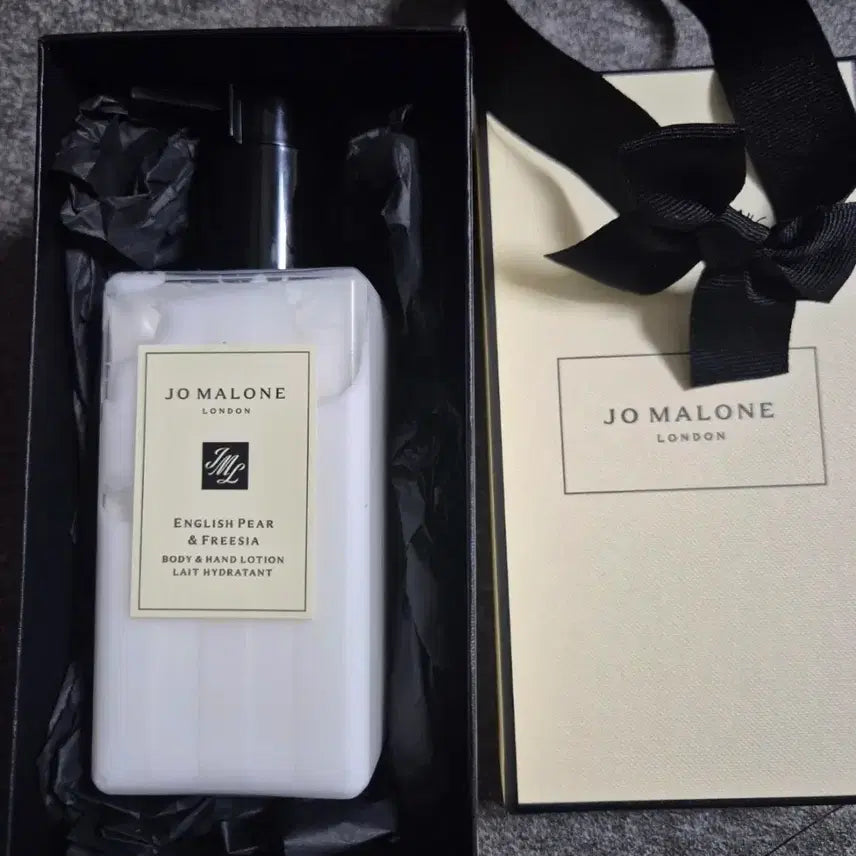 JO MALONE
LONDON
JML
ENGLISH PEAR
& FREESIA
BODY & HAND LOTION
LAIT HYDRATANT
JO MALONE
LONDON